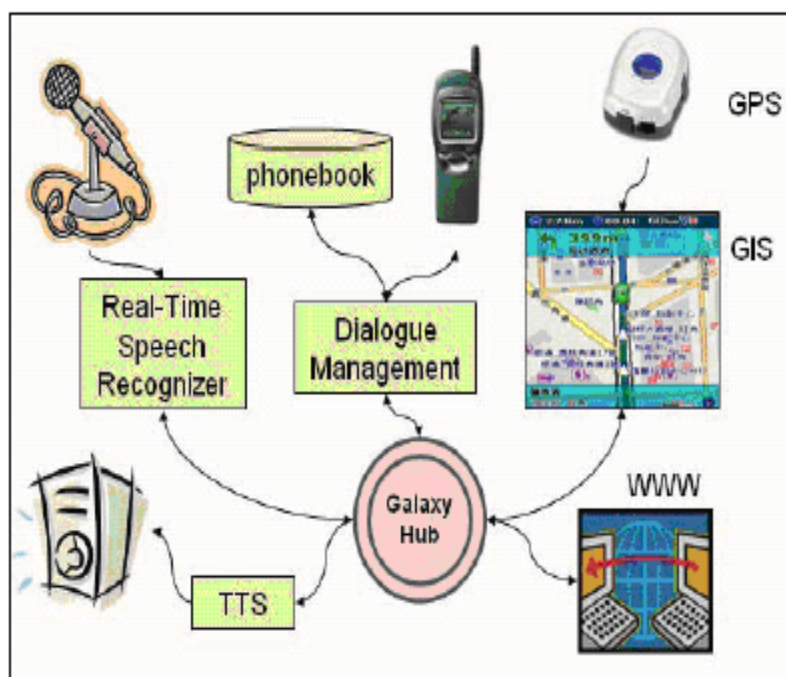 GPS
phonebook
GIS
Real-Time
Speech
Recognizer
Dialogue
Management
WWW
Galaxy
Hub
TTS